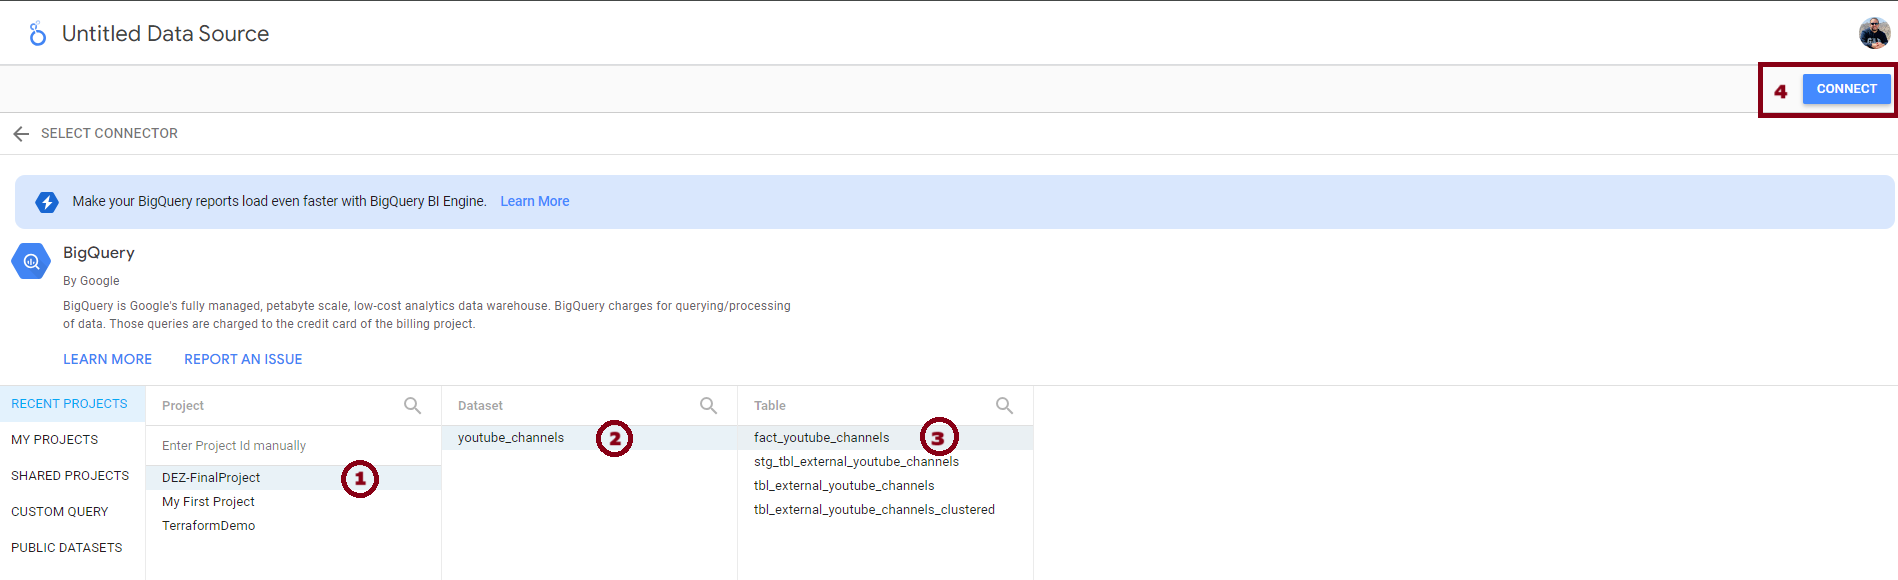 Untitled Data Source
4 CONNECT
SELECT CONNECTOR
Make your BigQuery reports load even faster with BigQuery BI Engine. Learn More
BigQuery
By Google
BigQuery is Google's fully managed, petabyte scale, low-cost analytics data warehouse. BigQuery charges for querying/processing
of data. Those queries are charged to the credit card of the billing project.
LEARN MORE REPORT AN ISSUE
RECENT PROJECTS
MY PROJECTS
SHARED PROJECTS
CUSTOM QUERY
PUBLIC DATASETS
Project
Enter Project Id manually
DEZ-FinalProject 1
My First Project
TerraformDemo
Dataset
youtube_channels 2
Table
fact_youtube_channels 3
stg_tbl_external_youtube_channels
tbl_external_youtube_channels
tbl_external_youtube_channels_clustered